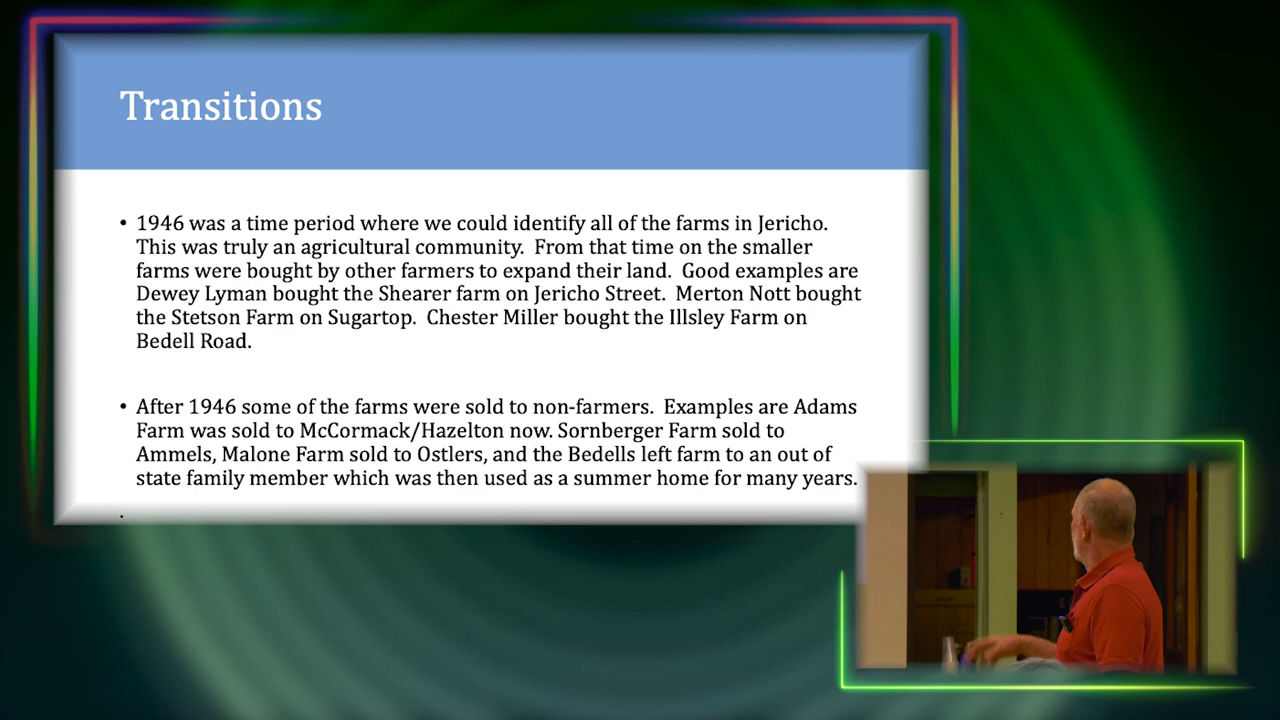 Transitions
• 1946 was a time period where we could identify all of the farms in Jericho.
This was truly an agricultural community. From that time on the smaller
farms were bought by other farmers to expand their land. Good examples are
Dewey Lyman bought the Shearer farm on Jericho Street. Merton Nott bought
the Stetson Farm on Sugartop. Chester Miller bought the Illsley Farm on
Bedell Road.
• After 1946 some of the farms were sold to non-farmers. Examples are Adams
Farm was sold to McCormack/Hazelton now. Sornberger Farm sold to
Ammels, Malone Farm sold to Ostlers, and the Bedells left farm to an out of
state family member which was then used as a summer home for many years.
.